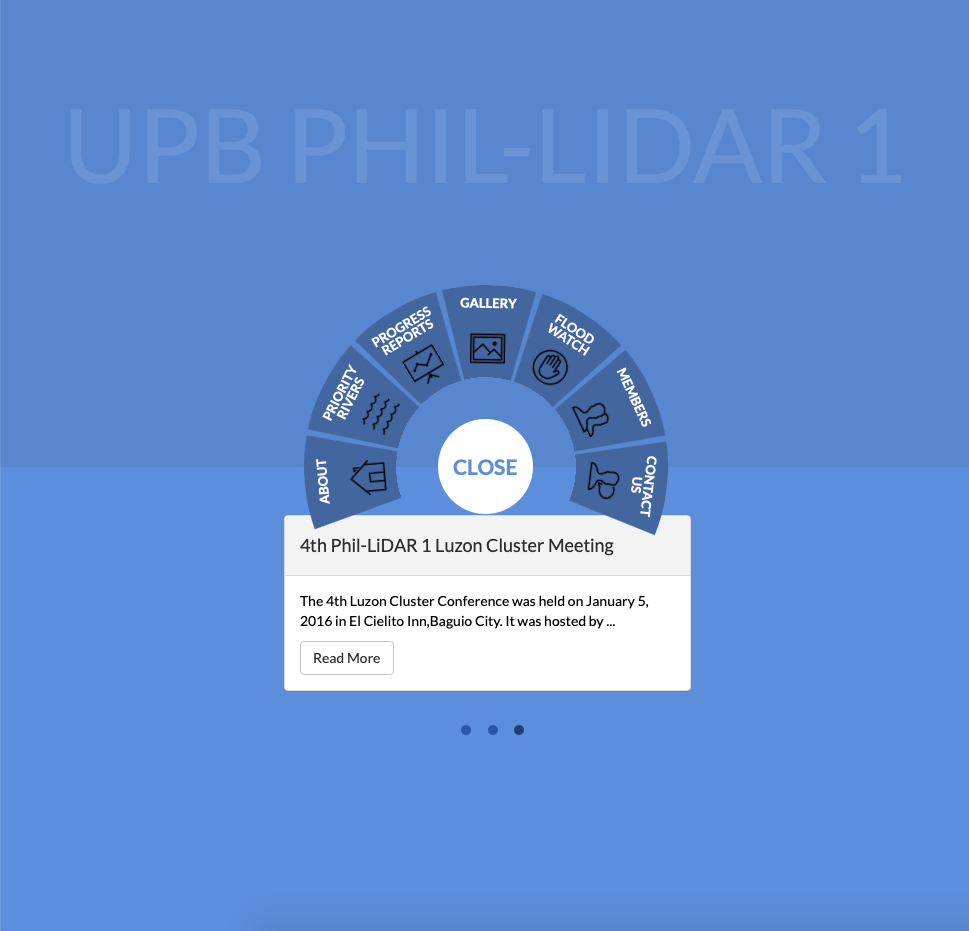 UPB PHIL-LIDAR 1
ABOUT
PRIORITY
RIVERS
PROGRESS
REPORTS
GALLERY
FLOOD
WATCH
MEMBERS
CONTACT
US
CLOSE
4th Phil-LiDAR 1 Luzon Cluster Meeting
The 4th Luzon Cluster Conference was held on January 5,
2016 in El Cielito Inn,Baguio City. It was hosted by ...
Read More